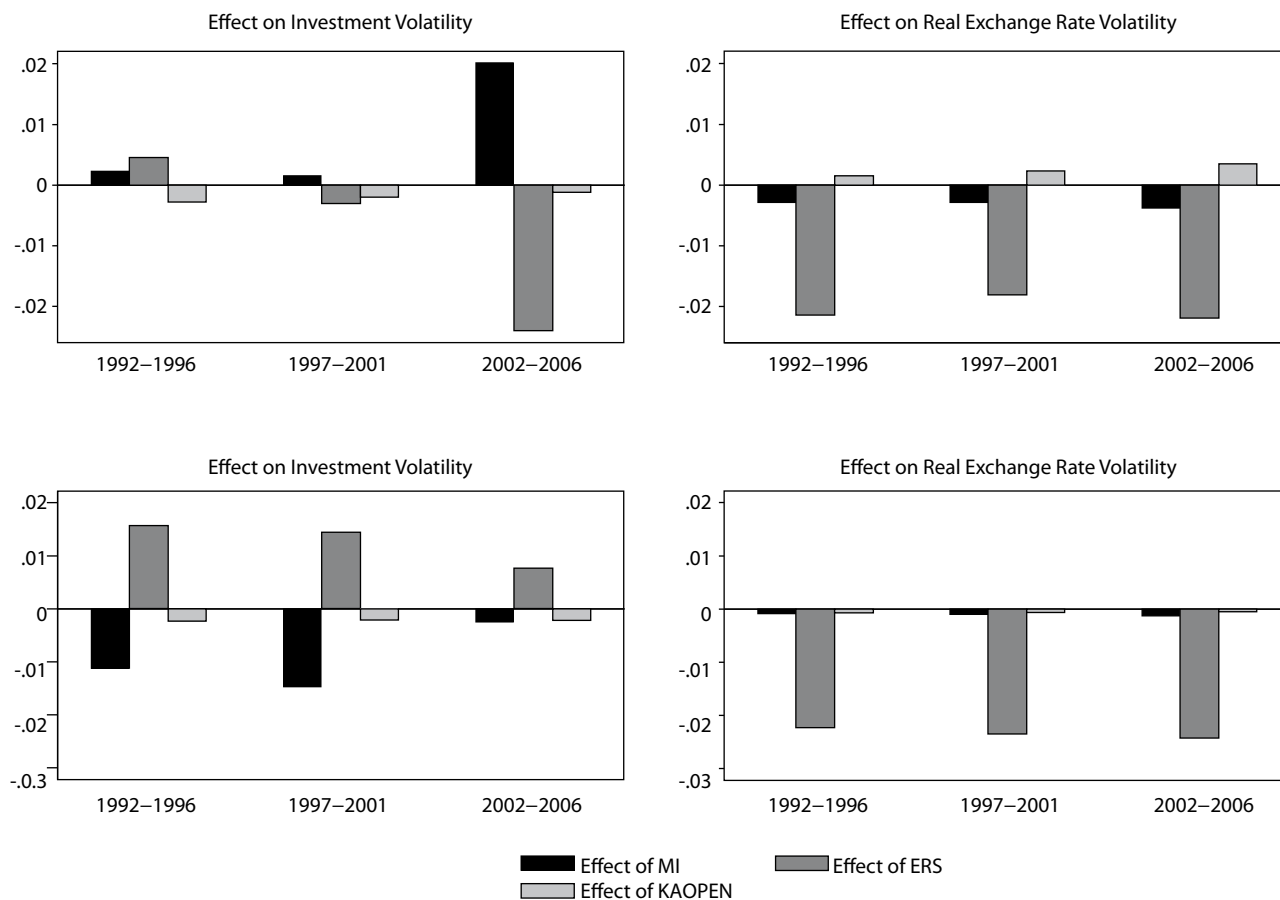 Effect on Investment Volatility
.02
.01
0
-.01
-.02
1992–1996 1997–2001 2002–2006
Effect on Real Exchange Rate Volatility
.02
.01
0
-.01
-.02
1992–1996 1997–2001 2002–2006
Effect on Investment Volatility
.02
.01
0
-.01
-.02
-.03
1992–1996 1997–2001 2002–2006
Effect on Real Exchange Rate Volatility
.02
.01
0
-.01
-.02
-.03
1992–1996 1997–2001 2002–2006
Effect of MI Effect of ERS
Effect of KAOPEN